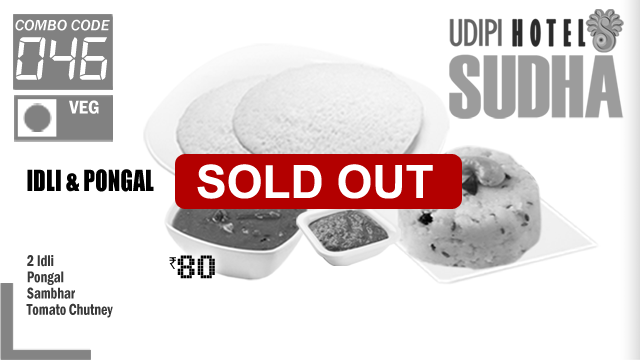 COMBO CODE
046
VEG
UDIPI HOTEL
SUDHA
IDLI & PONGAL
SOLD OUT
₹80
2 Idli
Pongal
Sambhar
Tomato Chutney